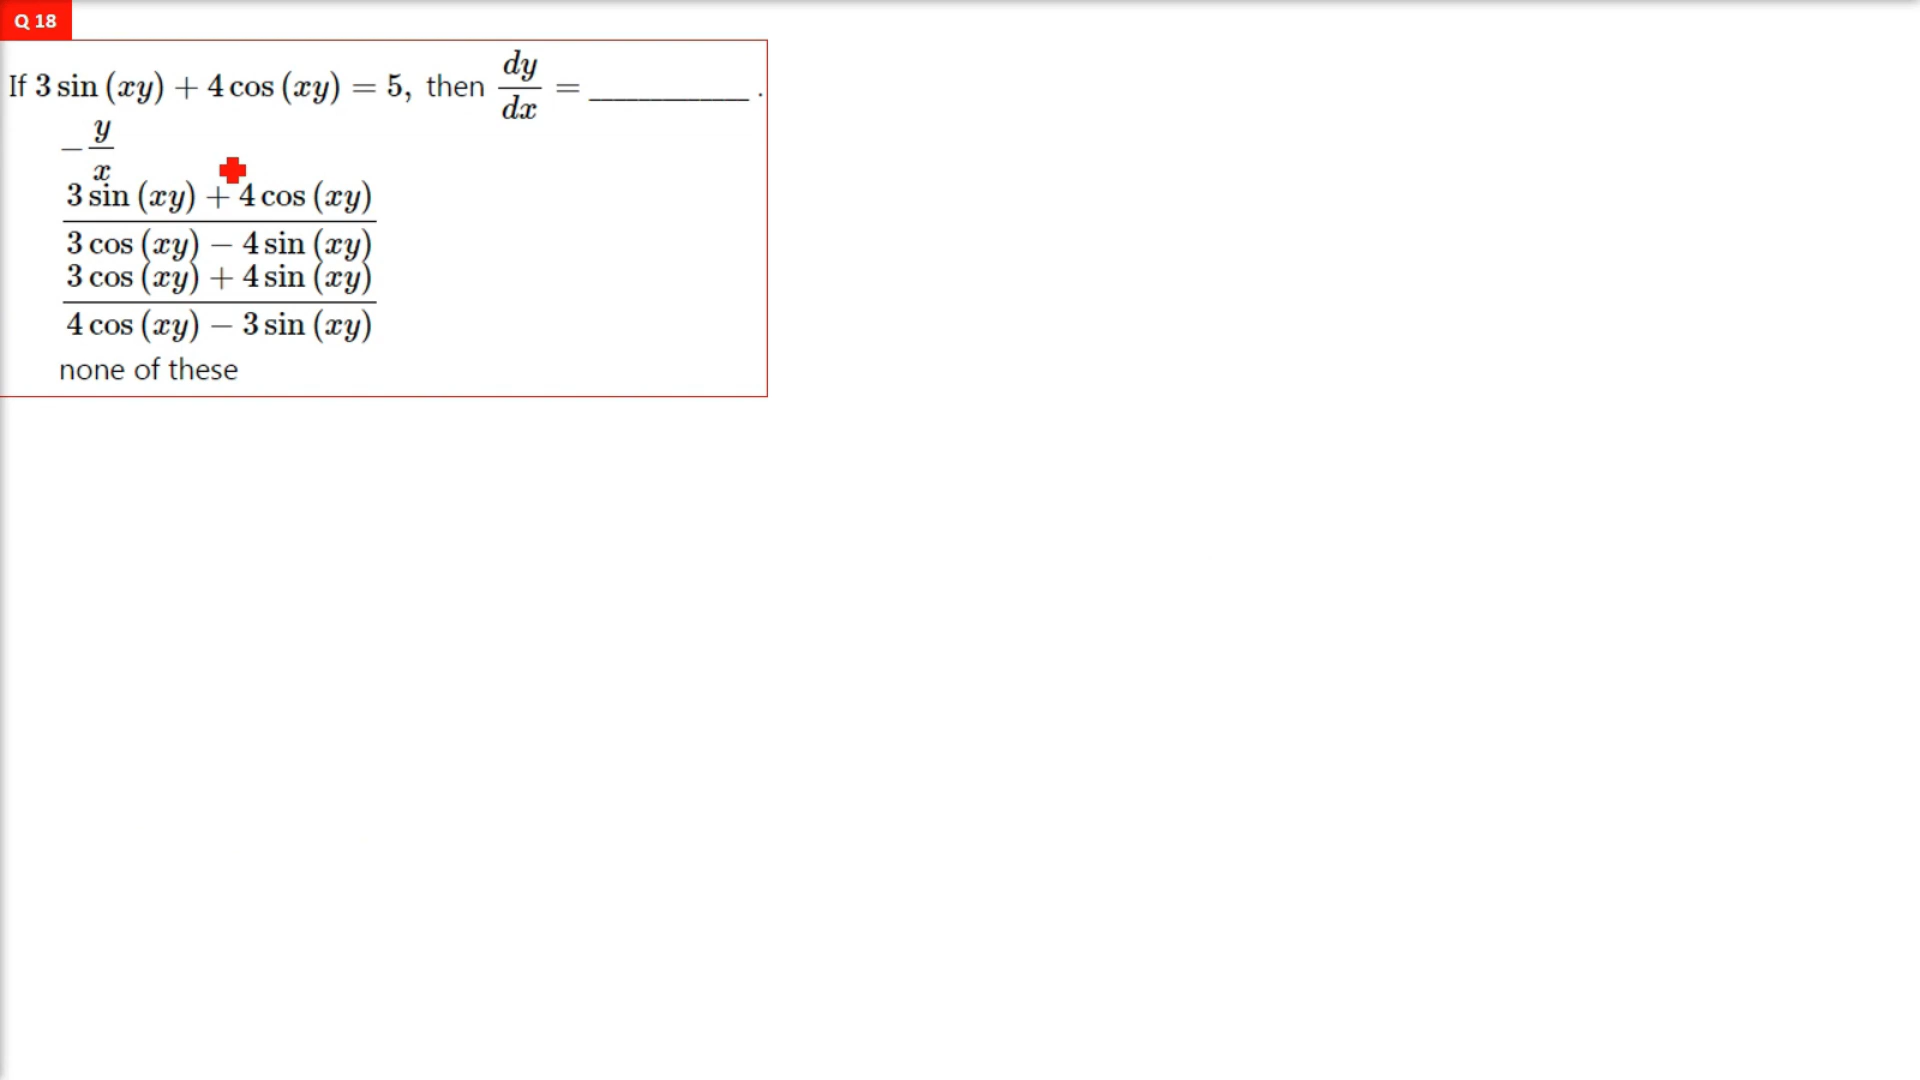 Q 18
If 3 sin (xy) + 4 cos (xy) = 5, then dy/dx = ____________ .
− y/x
3 sin (xy) + 4 cos (xy)
3 cos (xy) − 4 sin (xy)
3 cos (xy) + 4 sin (xy)
4 cos (xy) − 3 sin (xy)
none of these